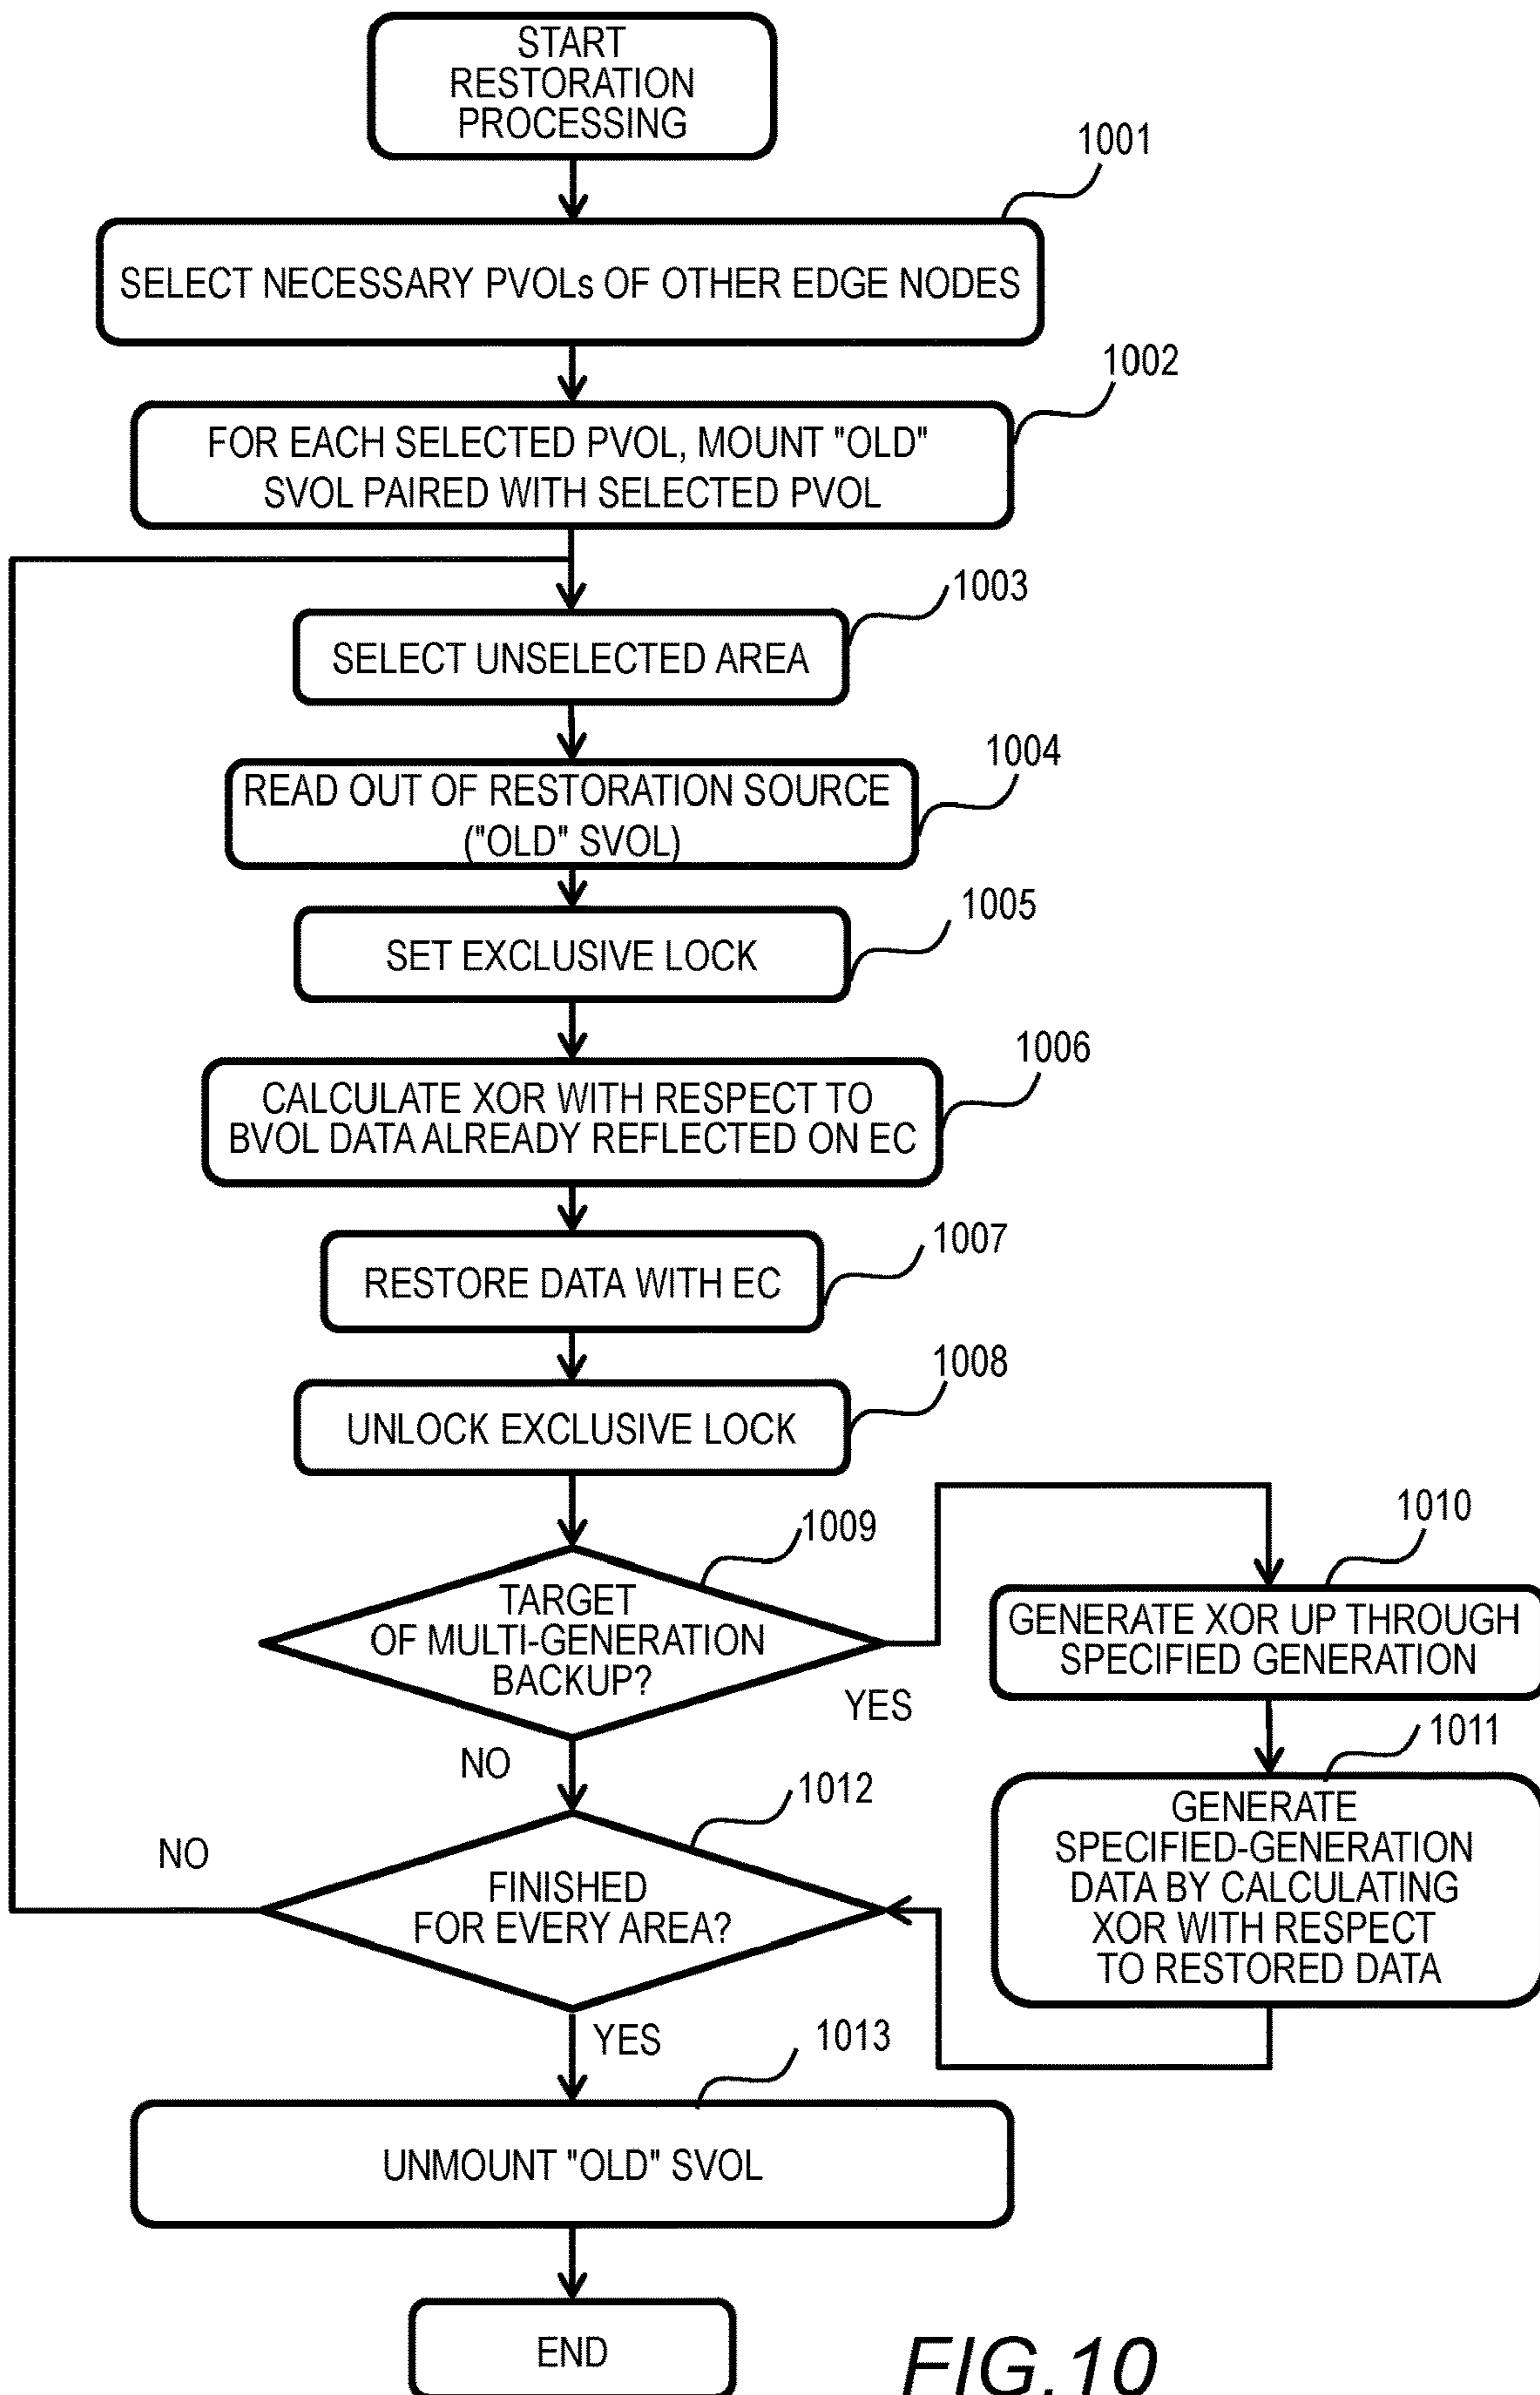 START
RESTORATION
PROCESSING
1001
SELECT NECESSARY PVOLs OF OTHER EDGE NODES
1002
FOR EACH SELECTED PVOL, MOUNT "OLD"
SVOL PAIRED WITH SELECTED PVOL
1003
SELECT UNSELECTED AREA
1004
READ OUT OF RESTORATION SOURCE
("OLD" SVOL)
1005
SET EXCLUSIVE LOCK
1006
CALCULATE XOR WITH RESPECT TO
BVOL DATA ALREADY REFLECTED ON EC
1007
RESTORE DATA WITH EC
1008
UNLOCK EXCLUSIVE LOCK
1009
TARGET
OF MULTI-GENERATION
BACKUP?
YES
NO
1010
GENERATE XOR UP THROUGH
SPECIFIED GENERATION
1011
GENERATE
SPECIFIED-GENERATION
DATA BY CALCULATING
XOR WITH RESPECT
TO RESTORED DATA
1012
FINISHED
FOR EVERY AREA?
NO
YES
1013
UNMOUNT "OLD" SVOL
END
FIG.10